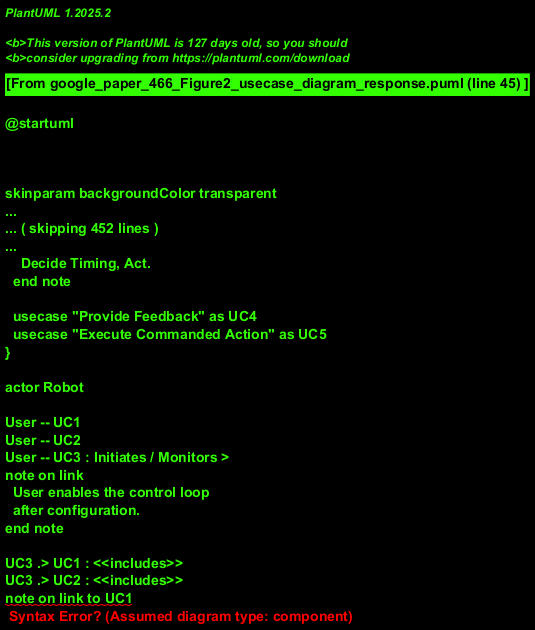 PlantUML 1.2025.2
<b>This version of PlantUML is 127 days old, so you should
<b>consider upgrading from https://plantuml.com/download
[From google_paper_466_Figure2_usecase_diagram_response.puml (line 45) ]
@startuml
skinparam backgroundColor transparent
...
... ( skipping 452 lines )
...
Decide Timing, Act.
end note
usecase "Provide Feedback" as UC4
usecase "Execute Commanded Action" as UC5
}
actor Robot
User -- UC1
User -- UC2
User -- UC3 : Initiates / Monitors >
note on link
User enables the control loop
after configuration.
end note
UC3 .> UC1 : <<includes>>
UC3 .> UC2 : <<includes>>
note on link to UC1
Syntax Error? (Assumed diagram type: component)